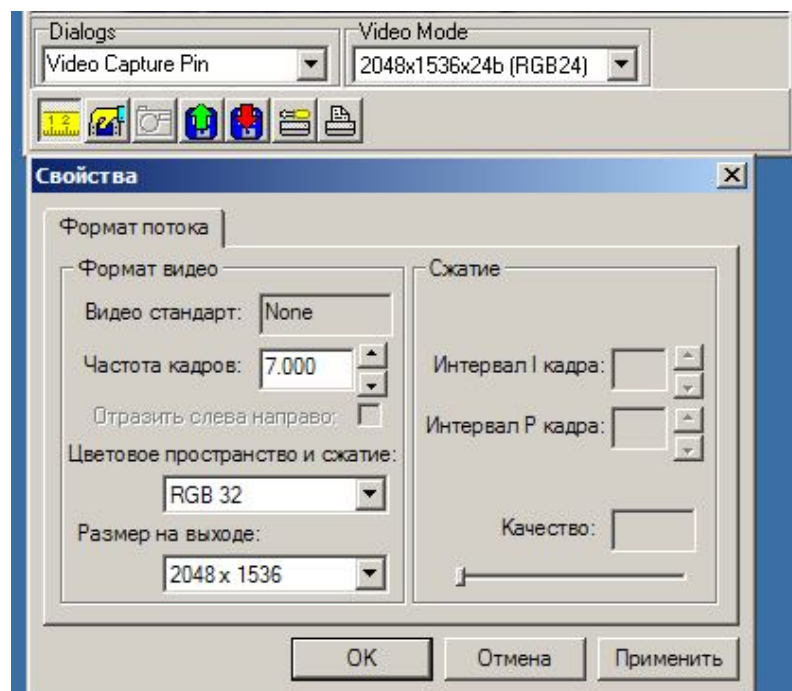 Dialogs
Video Mode
Video Capture Pin
2048x1536x24b (RGB24)
1 2
Свойства
Формат потока
Формат видео
Сжатие
Видео стандарт: None
Частота кадров: 7.000
Интервал I кадра:
Отразить слева направо:
Интервал P кадра:
Цветовое пространство и сжатие:
RGB 32
Размер на выходе:
Качество:
2048 x 1536
OK
Отмена
Применить